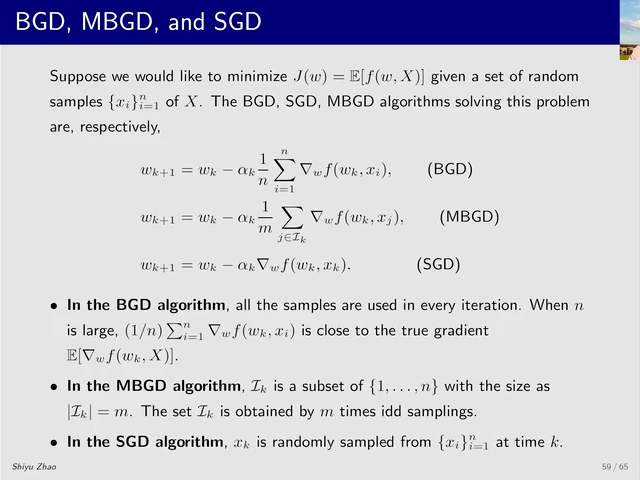 BGD, MBGD, and SGD
Suppose we would like to minimize J(w) = 𝔼[f(w, X)] given a set of random
samples {x_i}_{i=1}^n of X. The BGD, SGD, MBGD algorithms solving this problem
are, respectively,
w_{k+1} = w_k − α_k \frac{1}{n} \sum_{i=1}^{n} ∇_w f(w_k, x_i), (BGD)
w_{k+1} = w_k − α_k \frac{1}{m} \sum_{j∈ℐ_k} ∇_w f(w_k, x_j), (MBGD)
w_{k+1} = w_k − α_k ∇_w f(w_k, x_k). (SGD)
• In the BGD algorithm, all the samples are used in every iteration. When n
is large, (1/n) \sum_{i=1}^n ∇_w f(w_k, x_i) is close to the true gradient
𝔼[∇_w f(w_k, X)].
• In the MBGD algorithm, ℐ_k is a subset of {1, . . . , n} with the size as
|ℐ_k| = m. The set ℐ_k is obtained by m times idd samplings.
• In the SGD algorithm, x_k is randomly sampled from {x_i}_{i=1}^n at time k.
Shiyu Zhao 59 / 65